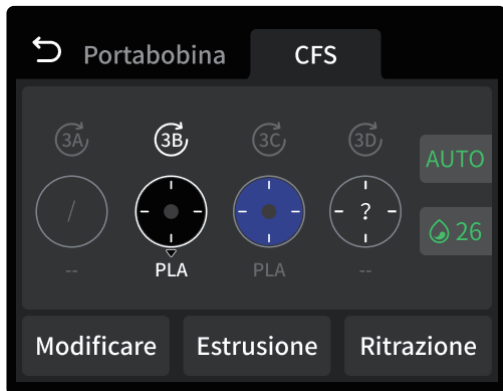 Portabobina CFS
3A 3B 3C 3D
AUTO
/ ?
26
-- PLA PLA --
Modificare Estrusione Ritrazione